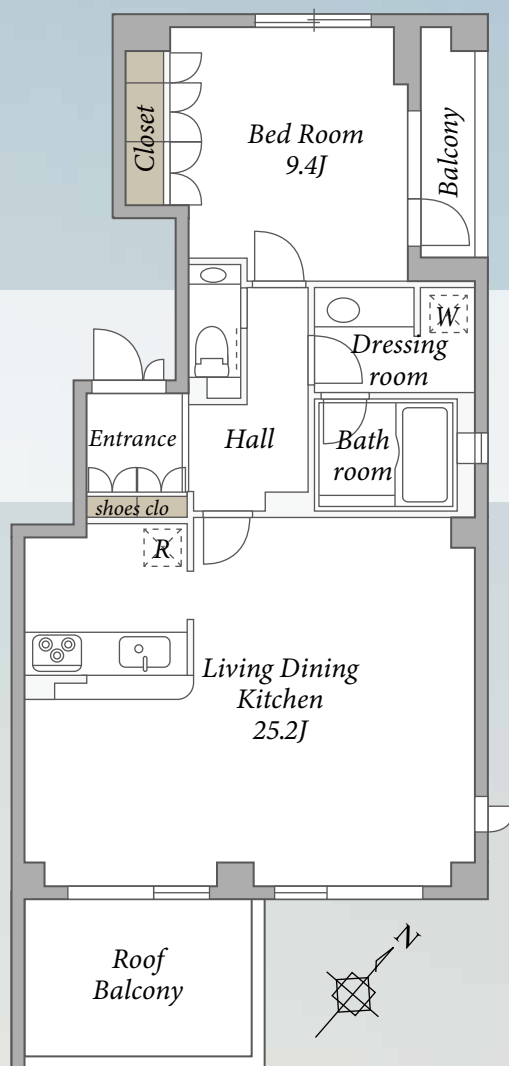 Bed Room
9.4J
Closet
Balcony
W
Dressing
room
Entrance
Hall
Bath
room
shoes clo
R
Living Dining
Kitchen
25.2J
Roof
Balcony
N